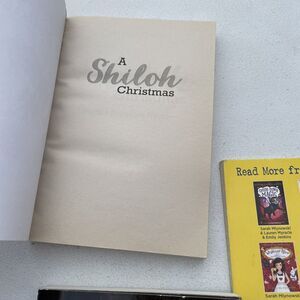 A
Shiloh
Christmas
Read More fr
Sarah Mlynowski
& Lauren Myracle
& Emily Jenkins
Sarah Mlynowski